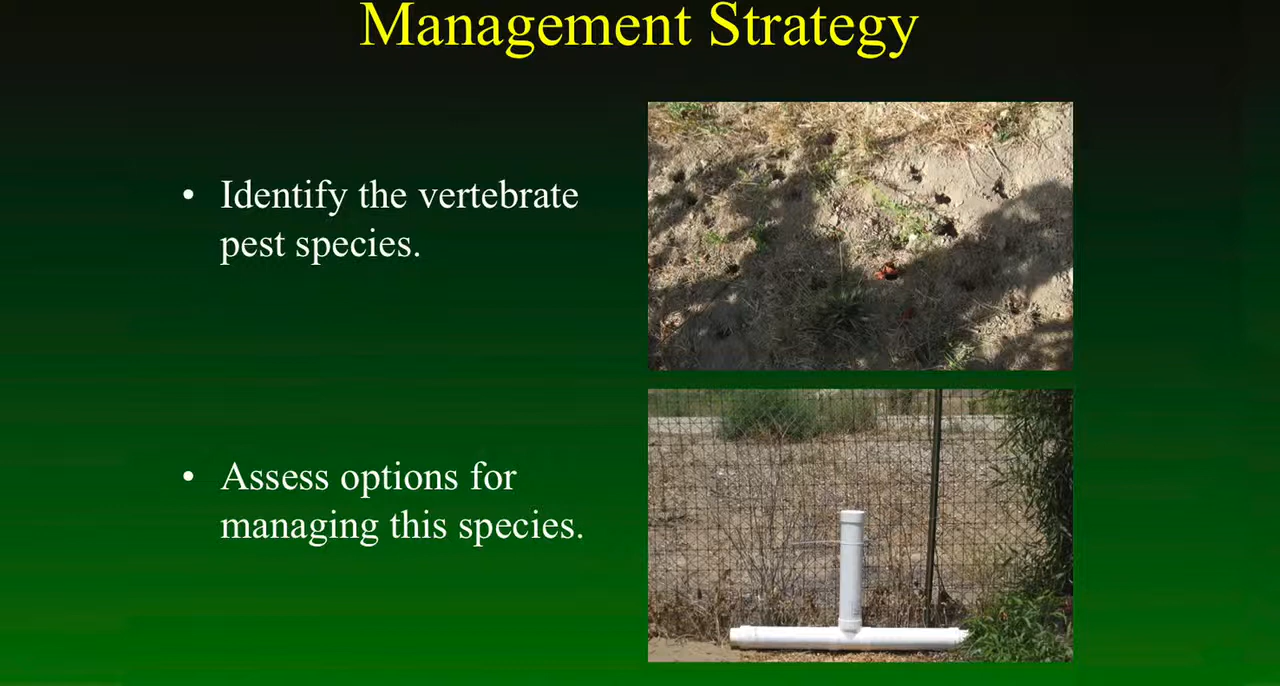 Management Strategy
• Identify the vertebrate
pest species.
• Assess options for
managing this species.